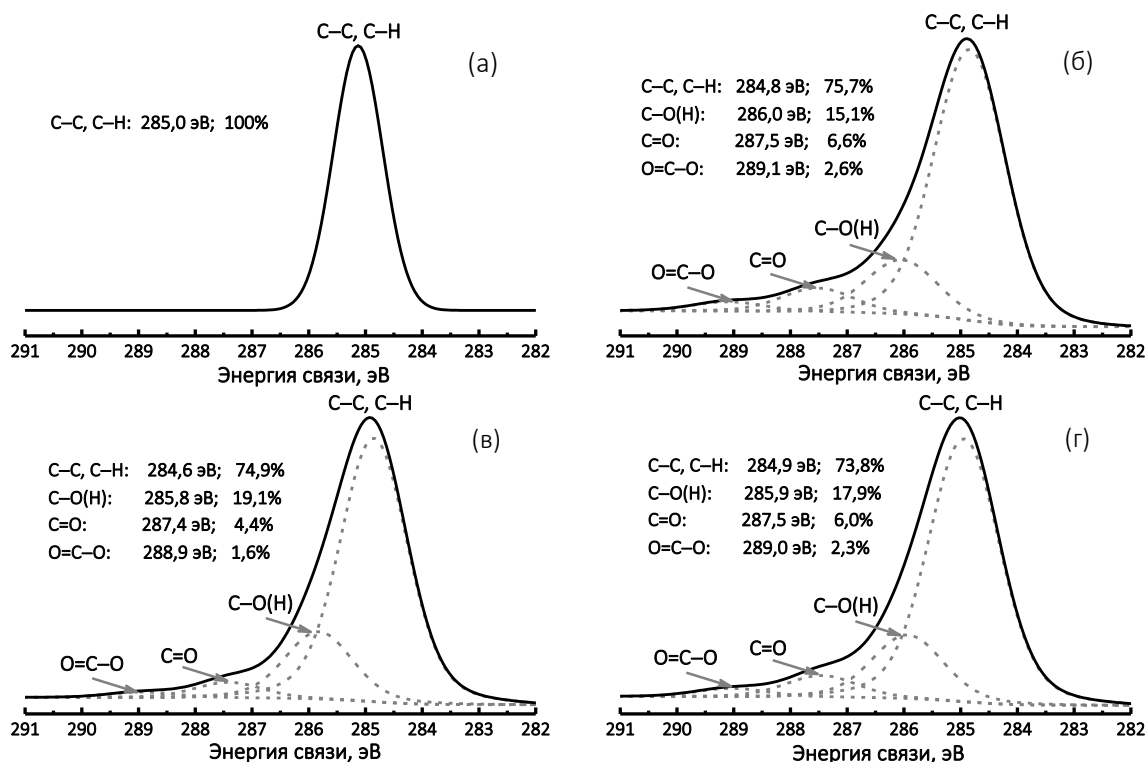 С–С, С–Н
(а)
С–С, С–Н: 285,0 эВ; 100%
291 290 289 288 287 286 285 284 283 282
Энергия связи, эВ
С–С, С–Н
(б)
С–С, С–Н: 284,8 эВ; 75,7%
С–О(Н): 286,0 эВ; 15,1%
С=О: 287,5 эВ; 6,6%
О=С–О: 289,1 эВ; 2,6%
С–О(Н)
С=О
О=С–О
291 290 289 288 287 286 285 284 283 282
Энергия связи, эВ
С–С, С–Н
(в)
С–С, С–Н: 284,6 эВ; 74,9%
С–О(Н): 285,8 эВ; 19,1%
С=О: 287,4 эВ; 4,4%
О=С–О: 288,9 эВ; 1,6%
С–О(Н)
С=О
О=С–О
291 290 289 288 287 286 285 284 283 282
Энергия связи, эВ
С–С, С–Н
(г)
С–С, С–Н: 284,9 эВ; 73,8%
С–О(Н): 285,9 эВ; 17,9%
С=О: 287,5 эВ; 6,0%
О=С–О: 289,0 эВ; 2,3%
С–О(Н)
С=О
О=С–О
291 290 289 288 287 286 285 284 283 282
Энергия связи, эВ